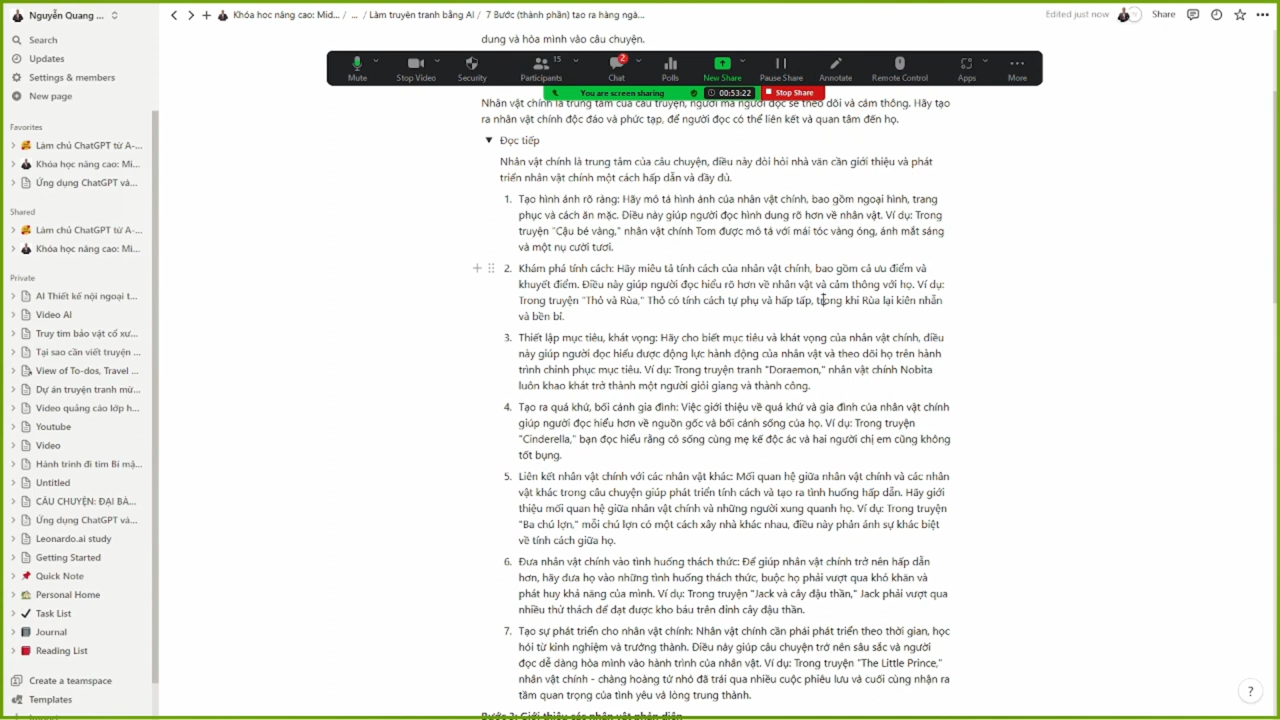 Nguyễn Quang ...
Khóa học nâng cao: Mid... / ... / Làm truyện tranh bằng AI / 7 Bước (thành phần) tạo ra hàng ngà...
Edited just now
Share
Search
Updates
Settings & members
New page
Favorites
Làm chủ ChatGPT từ A-...
Khóa học nâng cao: Mi...
Ứng dụng ChatGPT và...
Shared
Làm chủ ChatGPT từ A-...
Khóa học nâng cao: Mi...
Private
AI Thiết kế nội ngoại t...
Video AI
Truy tìm bảo vật cổ xư...
Tại sao cần viết truyện ...
View of To-dos, Travel ...
Dự án truyện tranh mừ...
Video quảng cáo lớp h...
Youtube
Video
Hành trình đi tìm Bí mậ...
Untitled
CÂU CHUYỆN: ĐẠI BÀ...
Ứng dụng ChatGPT và...
Leonardo.ai study
Getting Started
Quick Note
Personal Home
Task List
Journal
Reading List
Create a teamspace
Templates
dung và hòa mình vào câu chuyện.
Mute
Stop Video
Security
15
Participants
2
Chat
Polls
New Share
Pause Share
Annotate
Remote Control
Apps
More
You are screen sharing
00:53:22
Stop Share
Nhân vật chính là trung tâm của câu truyện, người mà người đọc sẽ theo dõi và cảm thông. Hãy tạo
ra nhân vật chính độc đáo và phức tạp, để người đọc có thể liên kết và quan tâm đến họ.
Đọc tiếp
Nhân vật chính là trung tâm của câu chuyện, điều này đòi hỏi nhà văn cần giới thiệu và phát
triển nhân vật chính một cách hấp dẫn và đầy đủ.
1. Tạo hình ảnh rõ ràng: Hãy mô tả hình ảnh của nhân vật chính, bao gồm ngoại hình, trang
phục và cách ăn mặc. Điều này giúp người đọc hình dung rõ hơn về nhân vật. Ví dụ: Trong
truyện "Cậu bé vàng," nhân vật chính Tom được mô tả với mái tóc vàng óng, ánh mắt sáng
và một nụ cười tươi.
2. Khám phá tính cách: Hãy miêu tả tính cách của nhân vật chính, bao gồm cả ưu điểm và
khuyết điểm. Điều này giúp người đọc hiểu rõ hơn về nhân vật và cảm thông với họ. Ví dụ:
Trong truyện "Thỏ và Rùa," Thỏ có tính cách tự phụ và hấp tấp, trong khi Rùa lại kiên nhẫn
và bền bỉ.
3. Thiết lập mục tiêu, khát vọng: Hãy cho biết mục tiêu và khát vọng của nhân vật chính, điều
này giúp người đọc hiểu được động lực hành động của nhân vật và theo dõi họ trên hành
trình chinh phục mục tiêu. Ví dụ: Trong truyện tranh "Doraemon," nhân vật chính Nobita
luôn khao khát trở thành một người giỏi giang và thành công.
4. Tạo ra quá khứ, bối cảnh gia đình: Việc giới thiệu về quá khứ và gia đình của nhân vật chính
giúp người đọc hiểu hơn về nguồn gốc và bối cảnh sống của họ. Ví dụ: Trong truyện
"Cinderella," bạn đọc hiểu rằng cô sống cùng mẹ kế độc ác và hai người chị em cũng không
tốt bụng.
5. Liên kết nhân vật chính với các nhân vật khác: Mối quan hệ giữa nhân vật chính và các nhân
vật khác trong câu chuyện giúp phát triển tính cách và tạo ra tình huống hấp dẫn. Hãy giới
thiệu mối quan hệ giữa nhân vật chính và những người xung quanh họ. Ví dụ: Trong truyện
"Ba chú lợn," mỗi chú lợn có một cách xây nhà khác nhau, điều này phản ánh sự khác biệt
về tính cách giữa họ.
6. Đưa nhân vật chính vào tình huống thách thức: Để giúp nhân vật chính trở nên hấp dẫn
hơn, hãy đưa họ vào những tình huống thách thức, buộc họ phải vượt qua khó khăn và
phát huy khả năng của mình. Ví dụ: Trong truyện "Jack và cây đậu thần," Jack phải vượt qua
nhiều thử thách để đạt được kho báu trên đỉnh cây đậu thần.
7. Tạo sự phát triển cho nhân vật chính: Nhân vật chính cần phải phát triển theo thời gian, học
hỏi từ kinh nghiệm và trưởng thành. Điều này giúp câu chuyện trở nên sâu sắc và người
đọc dễ dàng hòa mình vào hành trình của nhân vật. Ví dụ: Trong truyện "The Little Prince,"
nhân vật chính - chàng hoàng tử nhỏ đã trải qua nhiều cuộc phiêu lưu và cuối cùng nhận ra
tầm quan trọng của tình yêu và lòng trung thành.
Bước 3: Giới thiệu các nhân vật phản diện
?